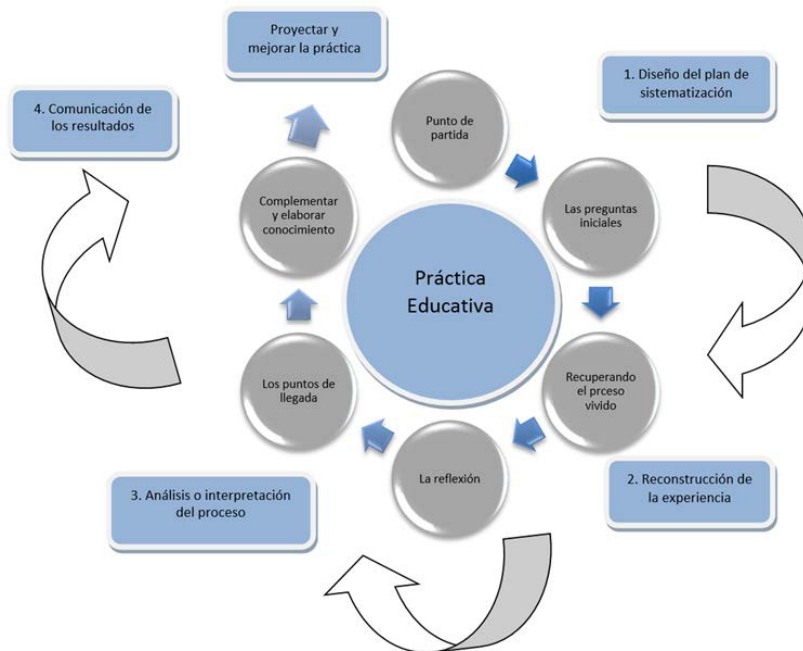 Proyectar y
mejorar la práctica
1. Diseño del plan de
sistematización
4. Comunicación de
los resultados
Punto de
partida
Complementar
y elaborar
conocimiento
Las preguntas
iniciales
Práctica
Educativa
Los puntos de
llegada
Recuperando
el prceso
vivido
La reflexión
3. Análisis o interpretación
del proceso
2. Reconstrucción de
la experiencia